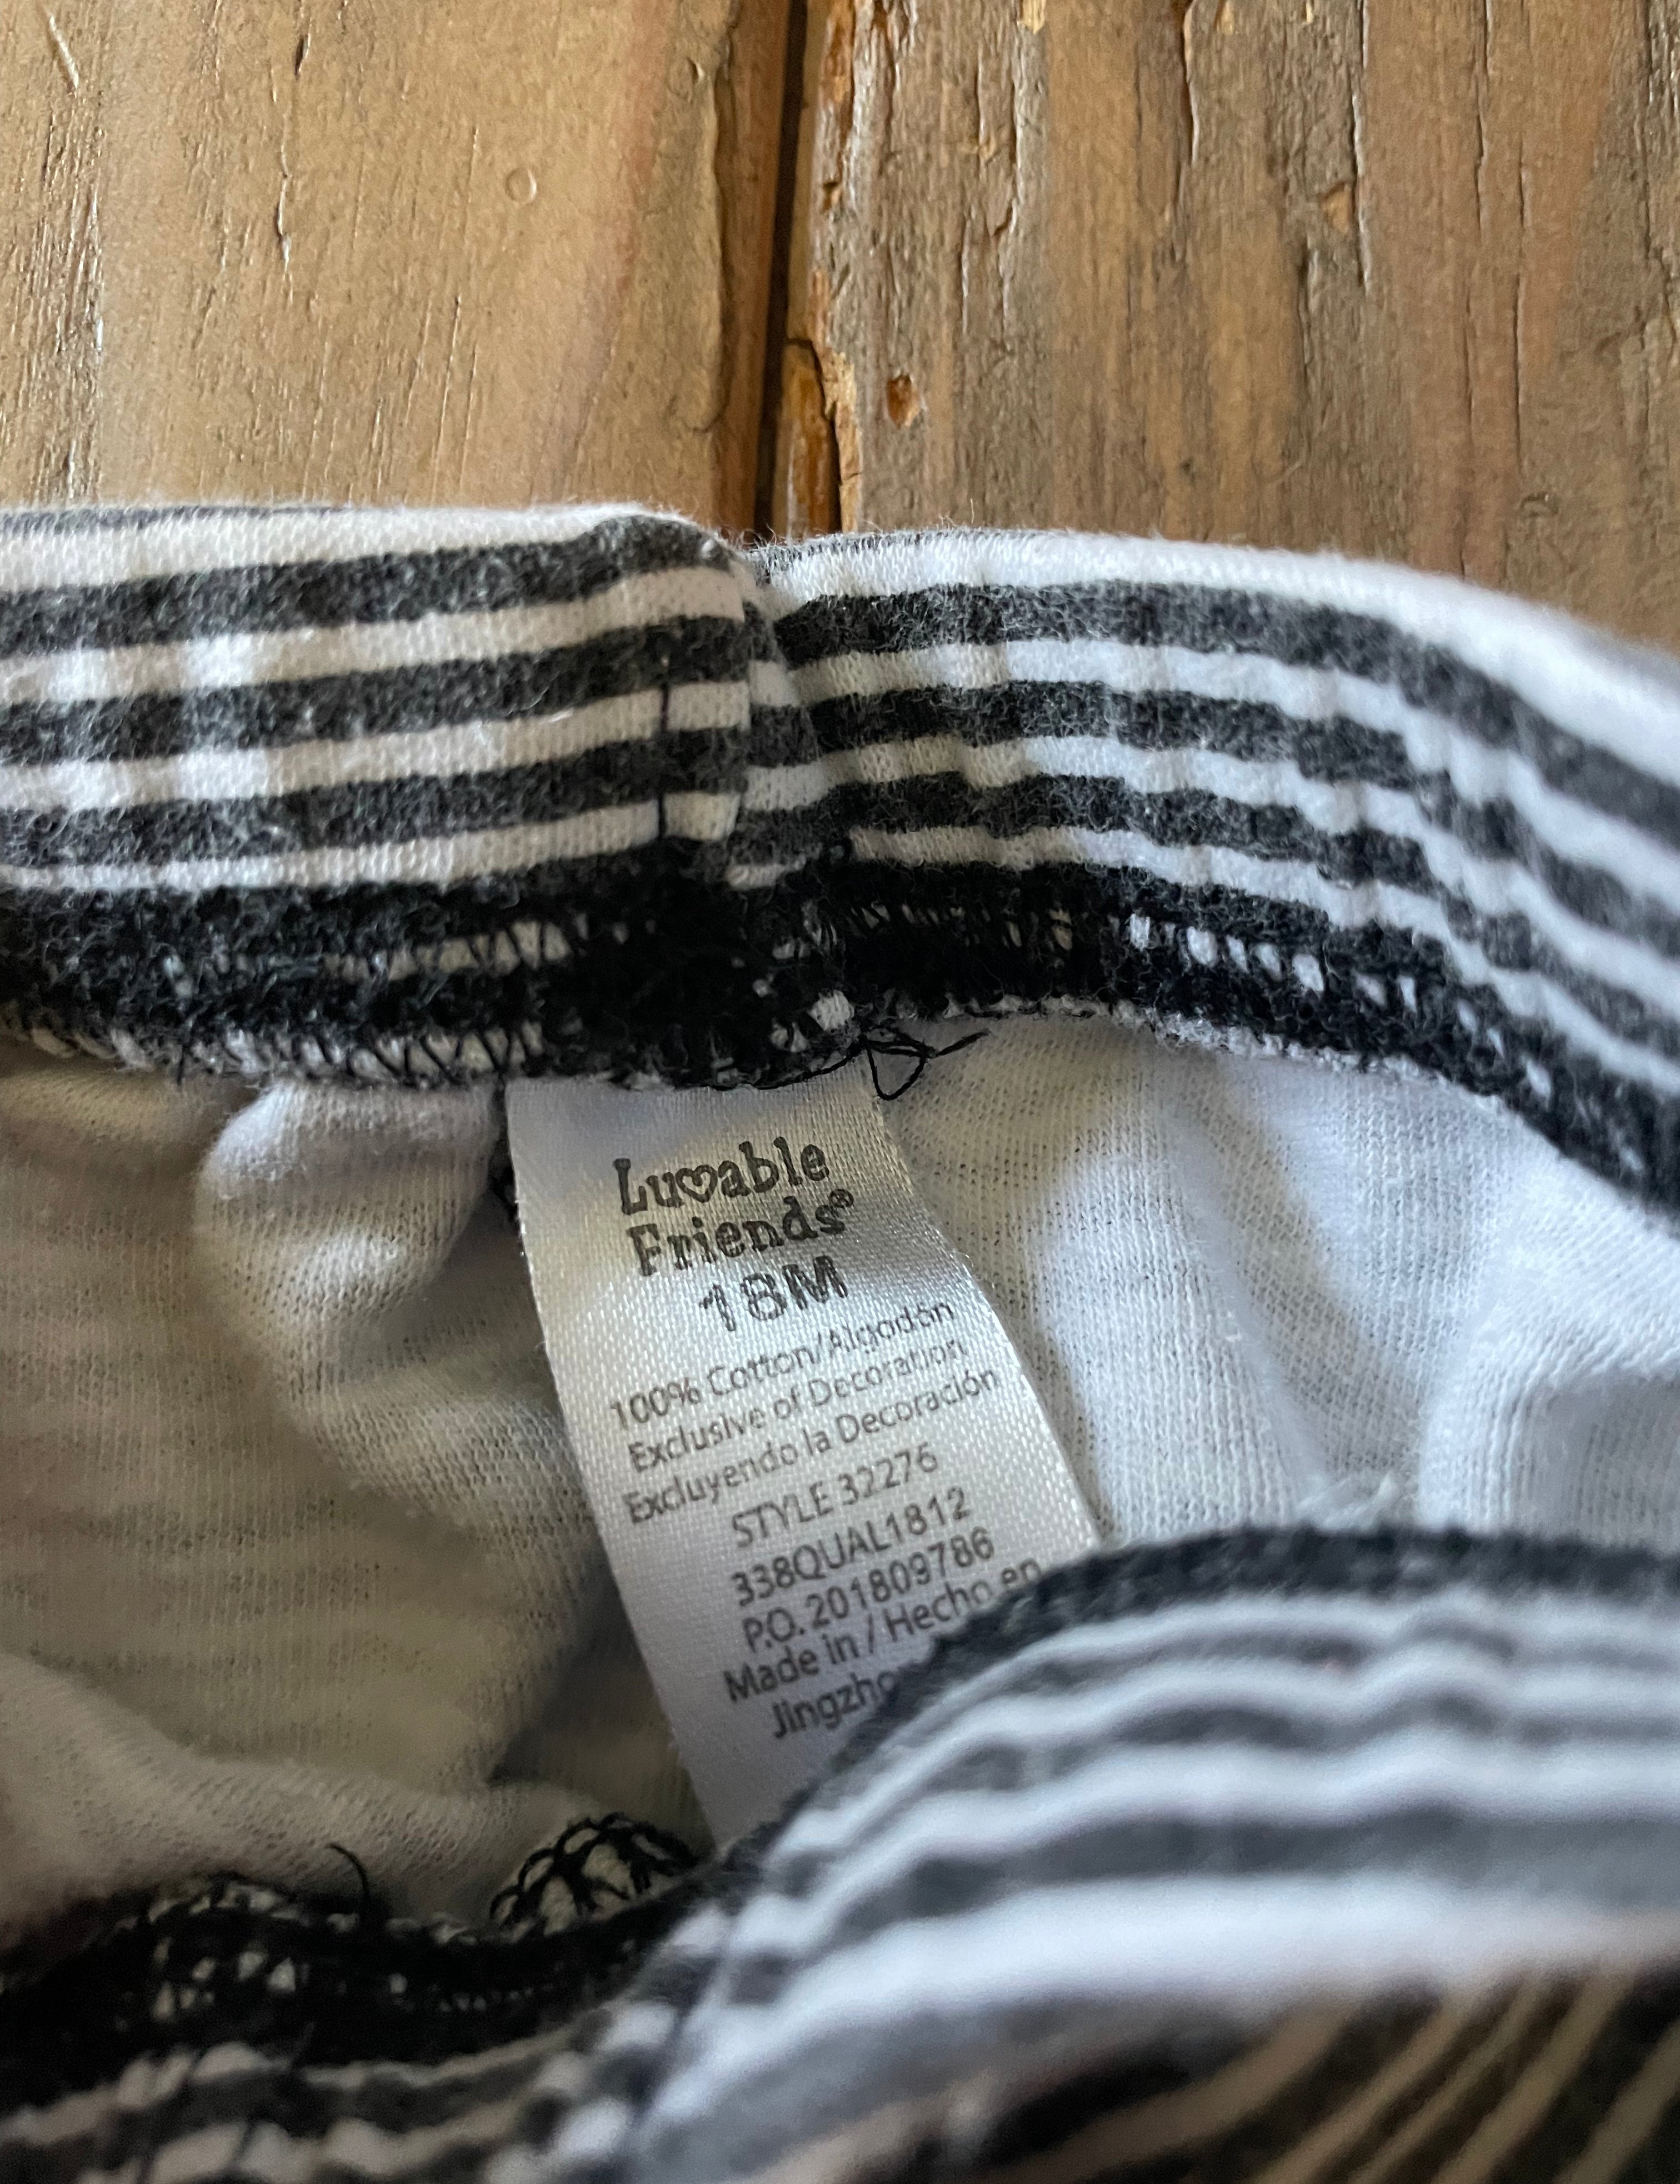 Luvable
Friends®
18M
100% Cotton/Algodón
Exclusive of Decoration
Excluyendo la Decoración
STYLE 32276
338QUAL1812
P.O. 201809786
Made in / Hecho en